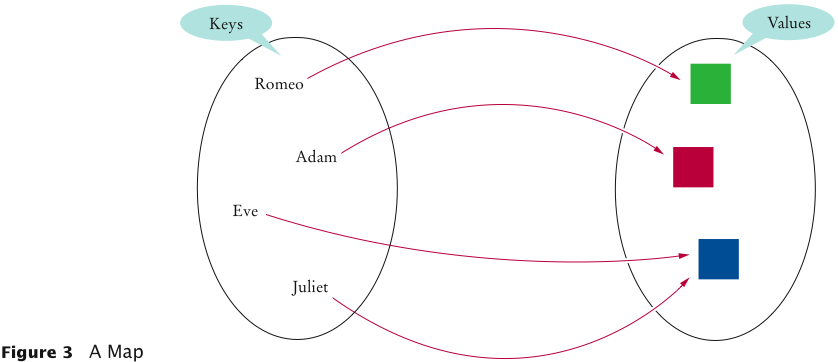 Keys
Values
Romeo
Adam
Eve
Juliet
Figure 3 A Map